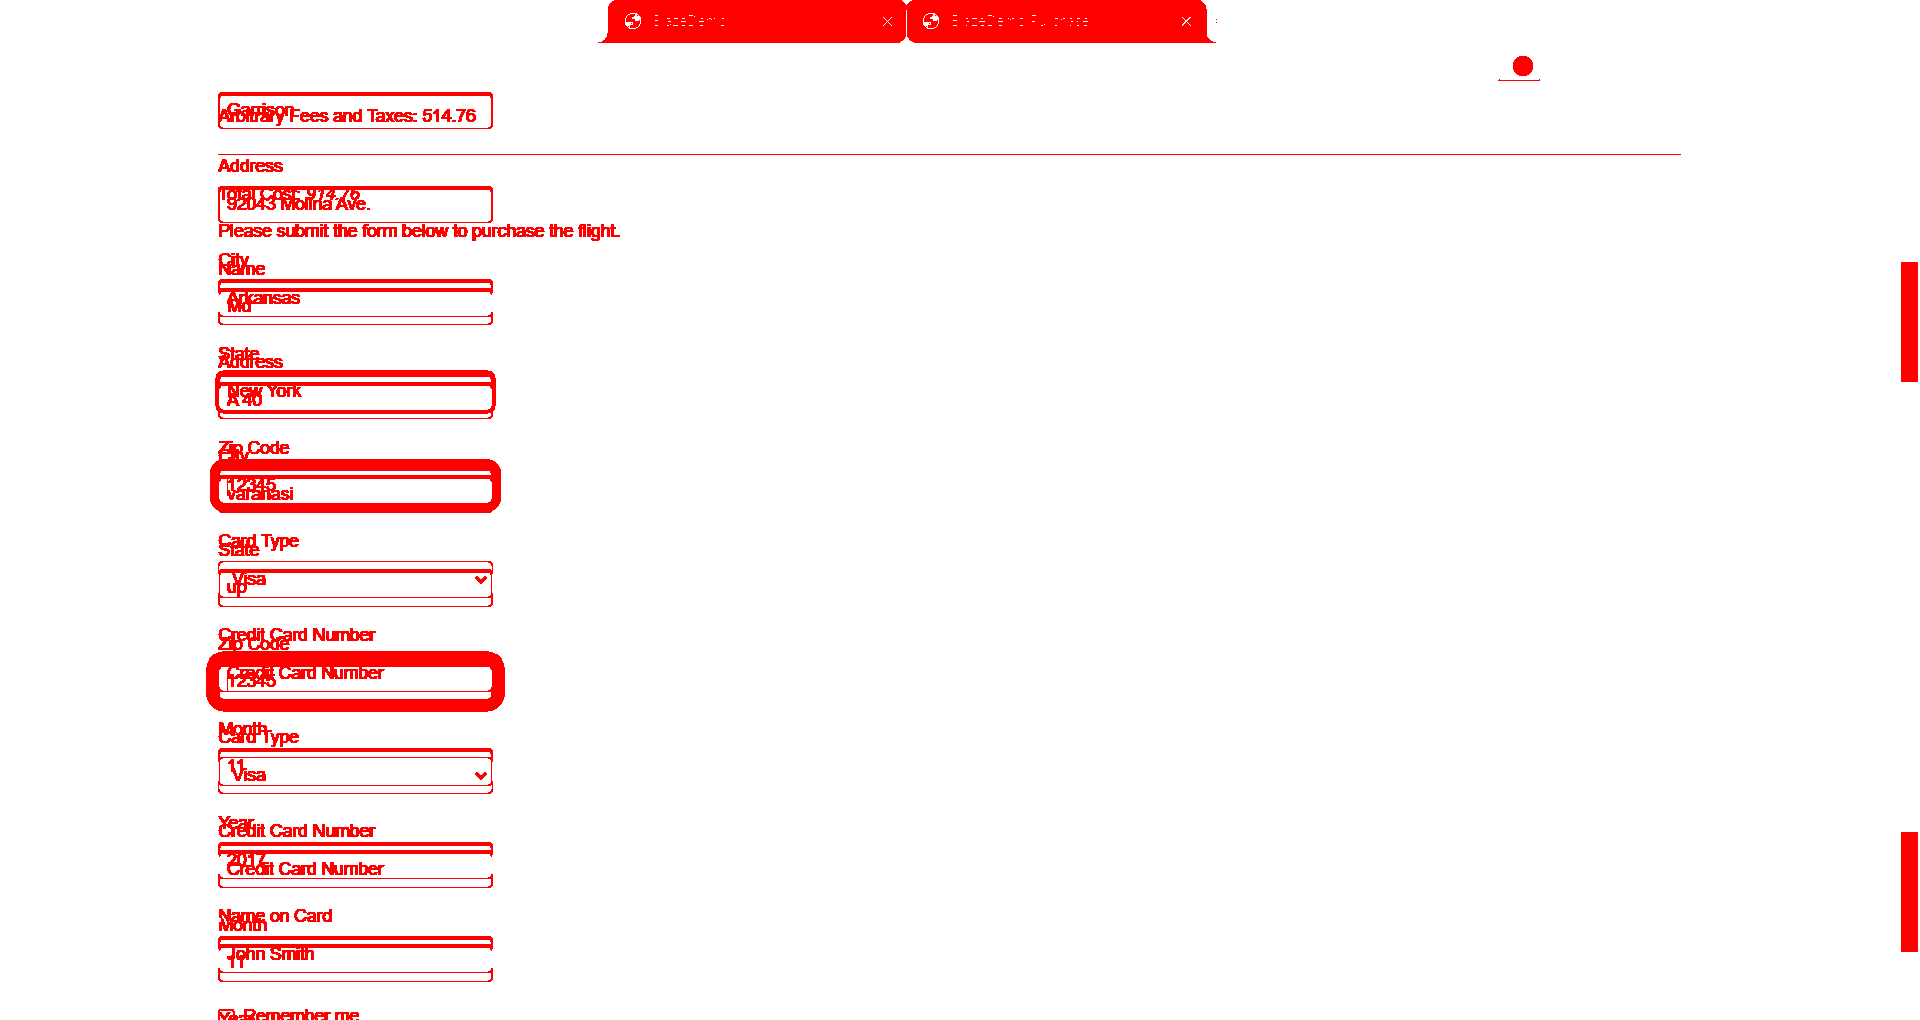 BlazeDemo
BlazeDemo Purchase
Garrison
Arbitrary Fees and Taxes: 514.76
Address
Total Cost: 914.76
92043 Molina Ave.
Please submit the form below to purchase the flight.
City
Name
Arkansas
Md
State
Address
New York
A 40
Zip Code
City
12345
varanasi
Card Type
State
Visa
up
Credit Card Number
Zip Code
Credit Card Number
12345
Month
Card Type
11
Visa
Year
Credit Card Number
2017
Credit Card Number
Name on Card
Month
John Smith
11
Remember me
Year